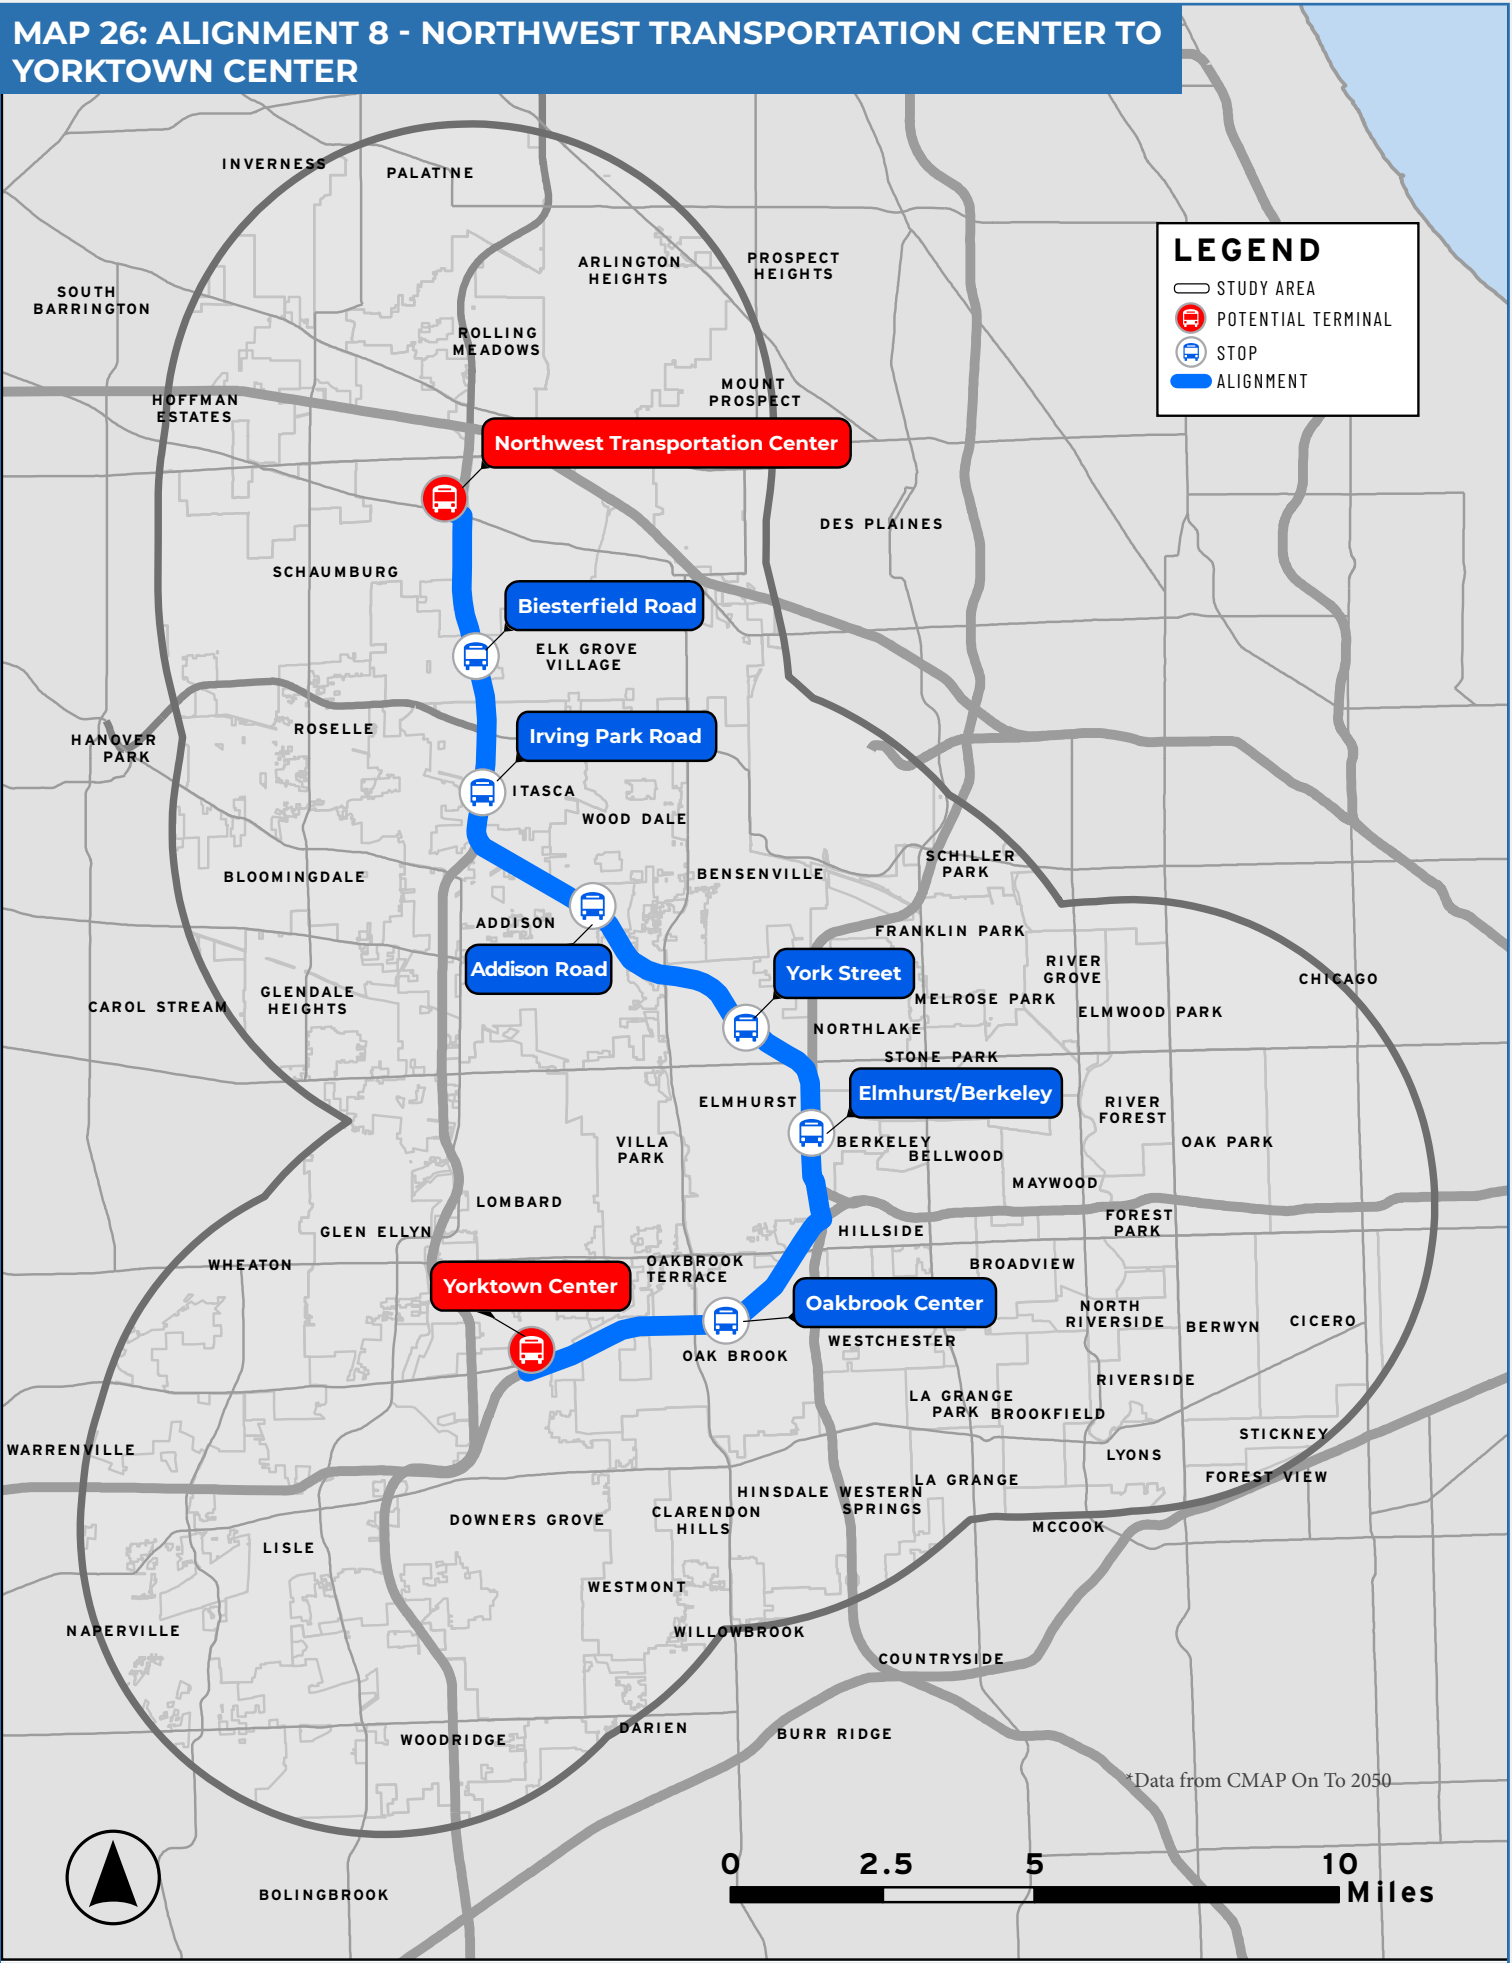 MAP 26: ALIGNMENT 8 - NORTHWEST TRANSPORTATION CENTER TO
YORKTOWN CENTER
INVERNESS
PALATINE
ARLINGTON
HEIGHTS
PROSPECT
HEIGHTS
LEGEND
STUDY AREA
POTENTIAL TERMINAL
STOP
ALIGNMENT
SOUTH
BARRINGTON
ROLLING
MEADOWS
HOFFMAN
ESTATES
MOUNT
PROSPECT
Northwest Transportation Center
DES PLAINES
SCHAUMBURG
Biesterfield Road
ELK GROVE
VILLAGE
ROSELLE
Irving Park Road
HANOVER
PARK
ITASCA
WOOD DALE
SCHILLER
PARK
BLOOMINGDALE
BENSENVILLE
ADDISON
FRANKLIN PARK
Addison Road
York Street
RIVER
GROVE
CHICAGO
CAROL STREAM
GLENDALE
HEIGHTS
MELROSE PARK
ELMWOOD PARK
NORTHLAKE
STONE PARK
Elmhurst/Berkeley
ELMHURST
RIVER
FOREST
VILLA
PARK
BERKELEY
BELLWOOD
OAK PARK
MAYWOOD
LOMBARD
GLEN ELLYN
HILLSIDE
FOREST
PARK
WHEATON
OAKBROOK
TERRACE
BROADVIEW
Yorktown Center
Oakbrook Center
NORTH
RIVERSIDE
BERWYN
CICERO
WESTCHESTER
OAK BROOK
RIVERSIDE
LA GRANGE
PARK
BROOKFIELD
STICKNEY
WARRENVILLE
LYONS
FOREST VIEW
LA GRANGE
HINSDALE
WESTERN
SPRINGS
DOWNERS GROVE
CLARENDON
HILLS
MCCOOK
LISLE
WESTMONT
NAPERVILLE
WILLOWBROOK
COUNTRYSIDE
DARIEN
WOODRIDGE
BURR RIDGE
*Data from CMAP On To 2050
0 2.5 5 10
Miles
BOLINGBROOK